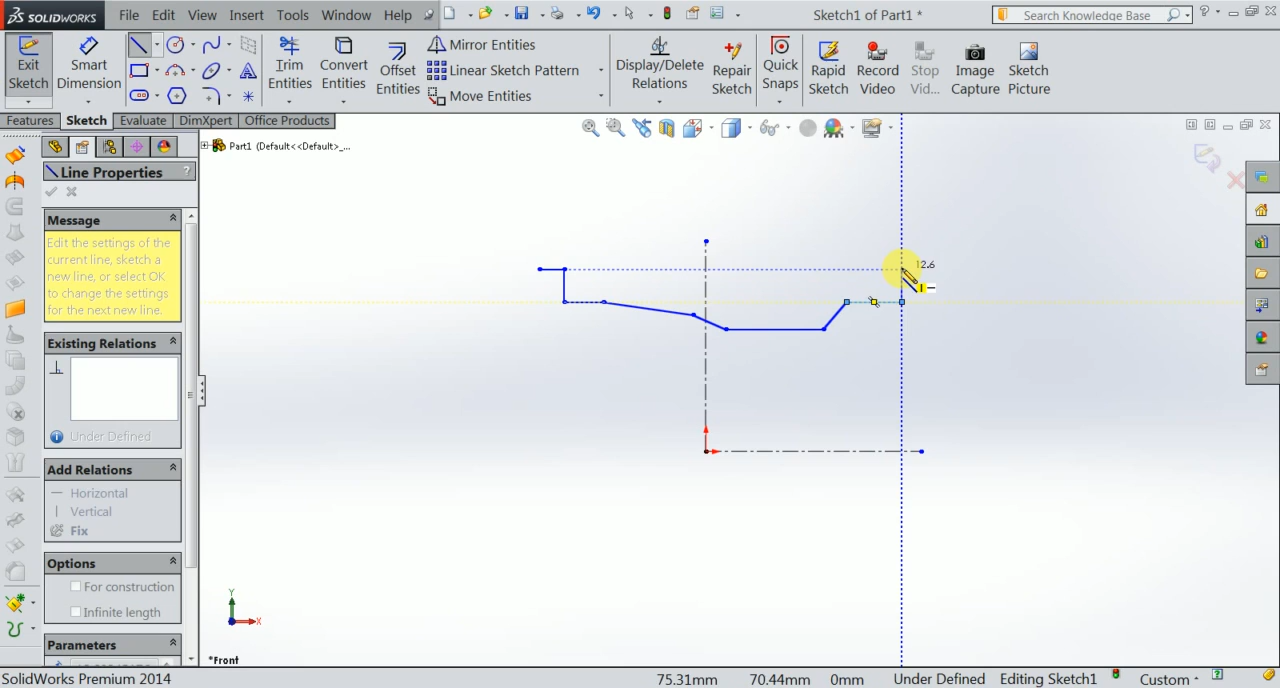 SOLIDWORKS File Edit View Insert Tools Window Help Sketch1 of Part1 * Search Knowledge Base ?
Exit Sketch
Smart Dimension
Trim Entities
Convert Entities
Offset Entities
Mirror Entities
Linear Sketch Pattern
Move Entities
Display/Delete Relations
Repair Sketch
Quick Snaps
Rapid Sketch
Record Video
Stop Vid...
Image Capture
Sketch Picture
Features Sketch Evaluate DimXpert Office Products
Part1 (Default<<Default>_...
Line Properties ?
Message
Edit the settings of the
current line, sketch a
new line, or select OK
to change the settings
for the next new line.
Existing Relations
Under Defined
Add Relations
Horizontal
Vertical
Fix
Options
For construction
Infinite length
Parameters
12.6
Y
X
*Front
SolidWorks Premium 2014 75.31mm 70.44mm 0mm Under Defined Editing Sketch1 Custom